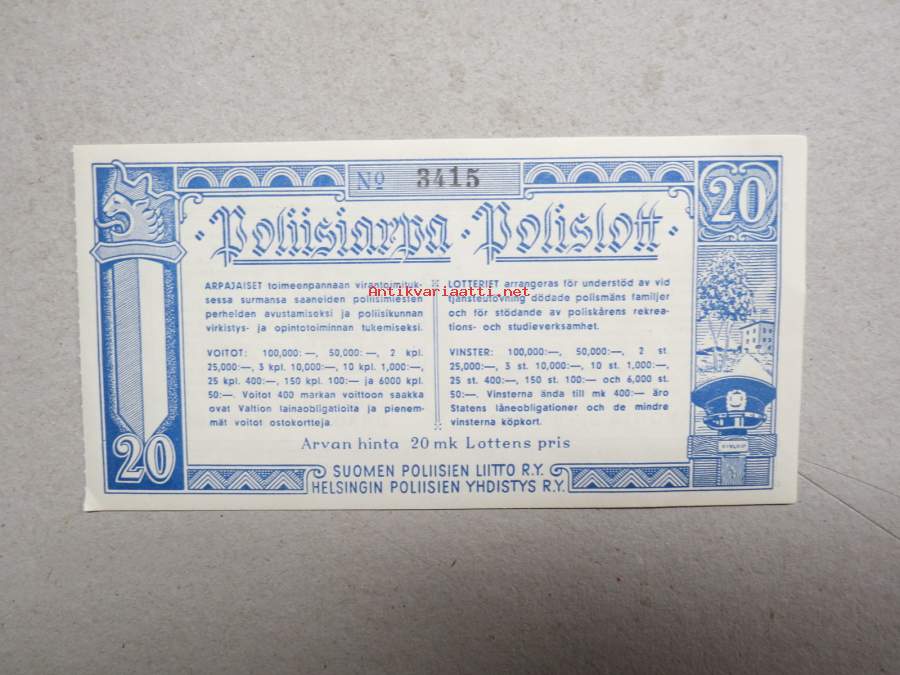 No 3415
20
Poliisiarpa · Polislott
ARPAJAISET toimeenpannaan virantoimituk-
sessa surmansa saaneiden poliisimiesten
perheiden avustamiseksi ja poliisikunnan
virkistys- ja opintotoiminnan tukemiseksi.
VOITOT: 100,000:—, 50,000:—, 2 kpl.
25,000:—, 3 kpl. 10,000:—, 10 kpl. 1,000:—,
25 kpl. 400:—, 150 kpl. 100:— ja 6000 kpl.
50:—. Voitot 400 markan voittoon saakka
ovat Valtion lainaobligatioita ja pienem-
mät voitot ostokortteja.
LOTTERIET arrangeras för understöd av vid
tjänsteutövning dödade polismäns familjer
och för stödande av poliskårens rekrea-
tions- och studieverksamhet.
VINSTER: 100,000:—, 50,000:—, 2 st.
25,000:—, 3 st. 10,000:—, 10 st. 1,000:—,
25 st. 400:—, 150 st. 100:— och 6,000 st.
50:—. Vinsterna ända till mk 400:— äro
Statens låneobligationer och de mindre
vinsterna köpkort.
20
Arvan hinta 20 mk Lottens pris
SUOMEN POLIISIEN LIITTO R.Y.
HELSINGIN POLIISIEN YHDISTYS R.Y.
Antikvariaatti.net